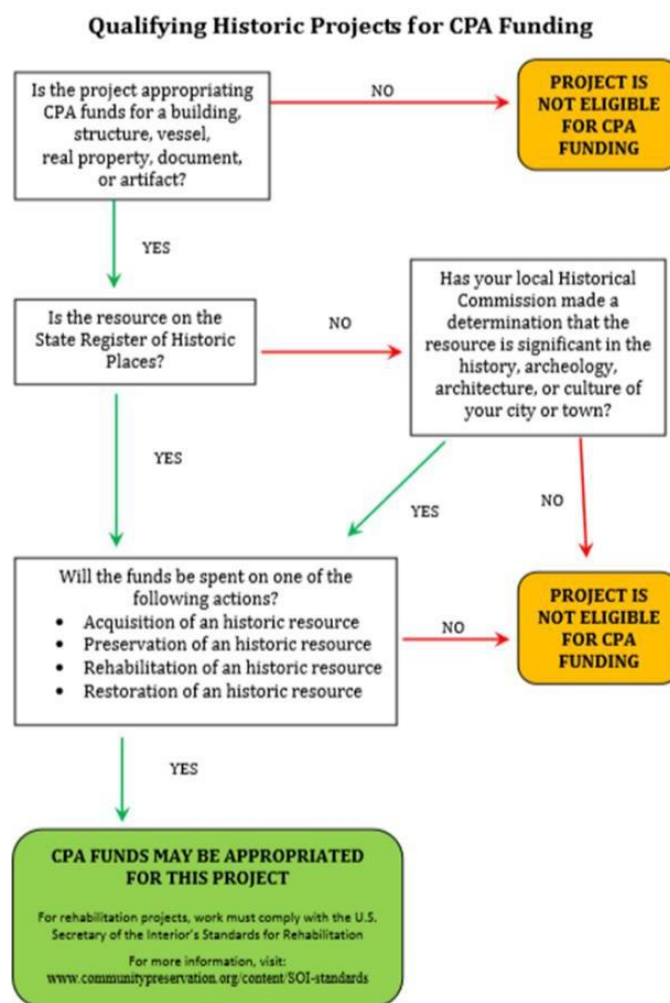 Qualifying Historic Projects for CPA Funding
Is the project appropriating
CPA funds for a building,
structure, vessel,
real property, document,
or artifact?
NO
PROJECT IS
NOT ELIGIBLE
FOR CPA
FUNDING
YES
Is the resource on the
State Register of Historic
Places?
NO
Has your local Historical
Commission made a
determination that the
resource is significant in the
history, archeology,
architecture, or culture of
your city or town?
YES
YES
NO
Will the funds be spent on one of the
following actions?
• Acquisition of an historic resource
• Preservation of an historic resource
• Rehabilitation of an historic resource
• Restoration of an historic resource
NO
PROJECT IS
NOT ELIGIBLE
FOR CPA
FUNDING
YES
CPA FUNDS MAY BE APPROPRIATED
FOR THIS PROJECT
For rehabilitation projects, work must comply with the U.S.
Secretary of the Interior's Standards for Rehabilitation
For more information, visit:
www.communitypreservation.org/content/SOI-standards